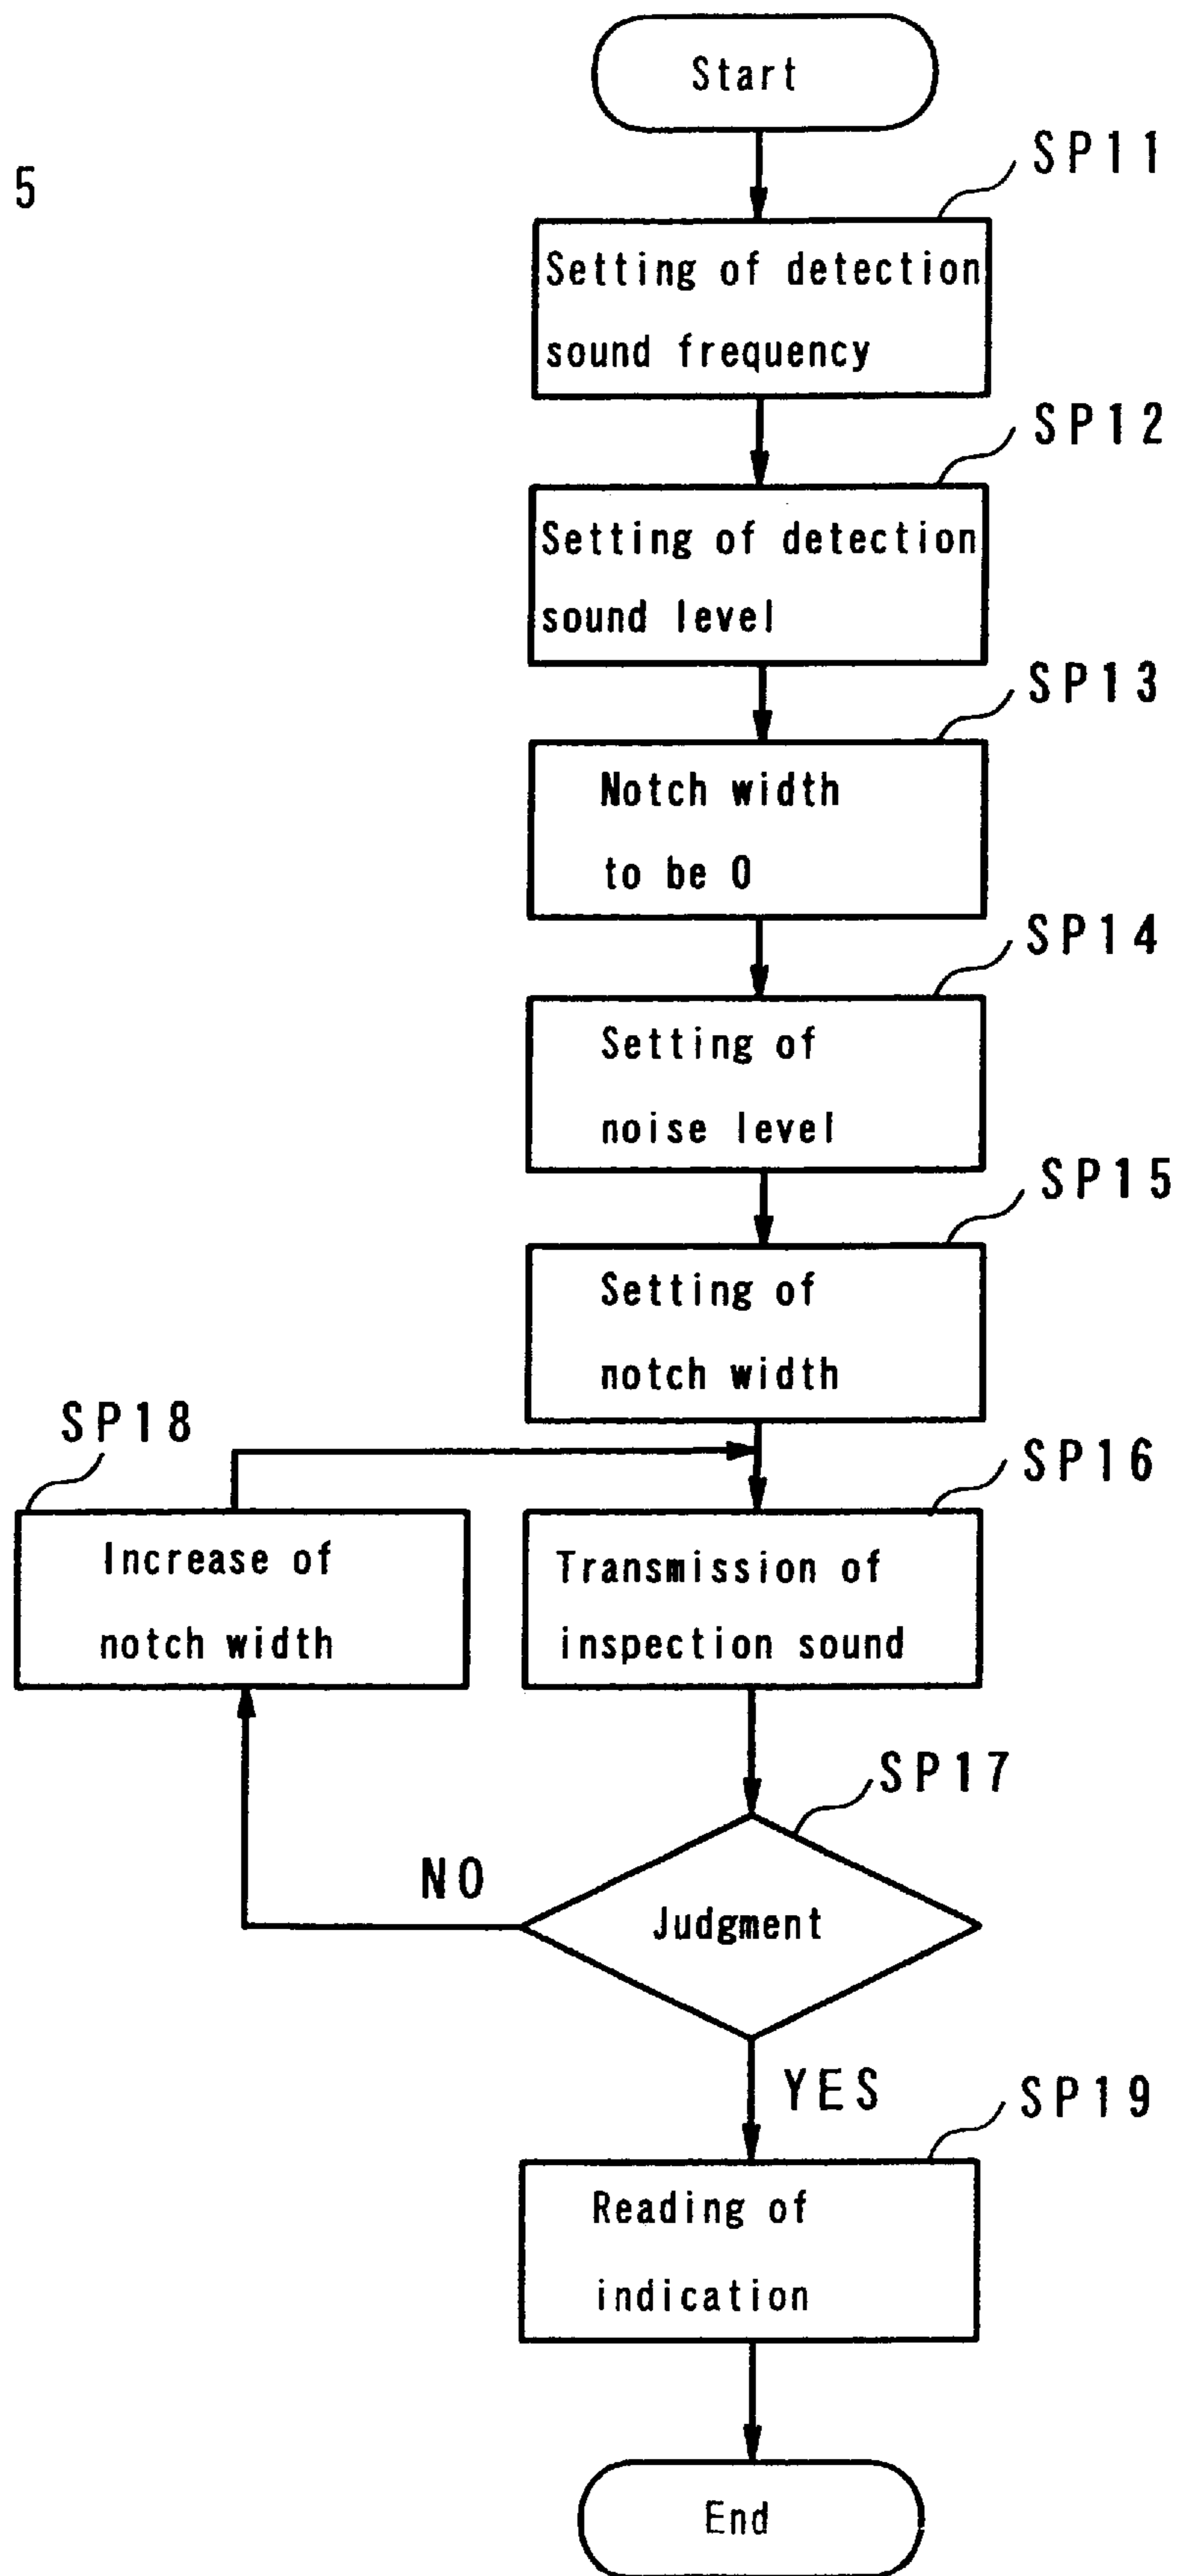 Start
5
SP11
Setting of detection
sound frequency
SP12
Setting of detection
sound level
SP13
Notch width
to be 0
SP14
Setting of
noise level
SP15
Setting of
notch width
SP18
Increase of
notch width
SP16
Transmission of
inspection sound
SP17
Judgment
NO
YES
SP19
Reading of
indication
End